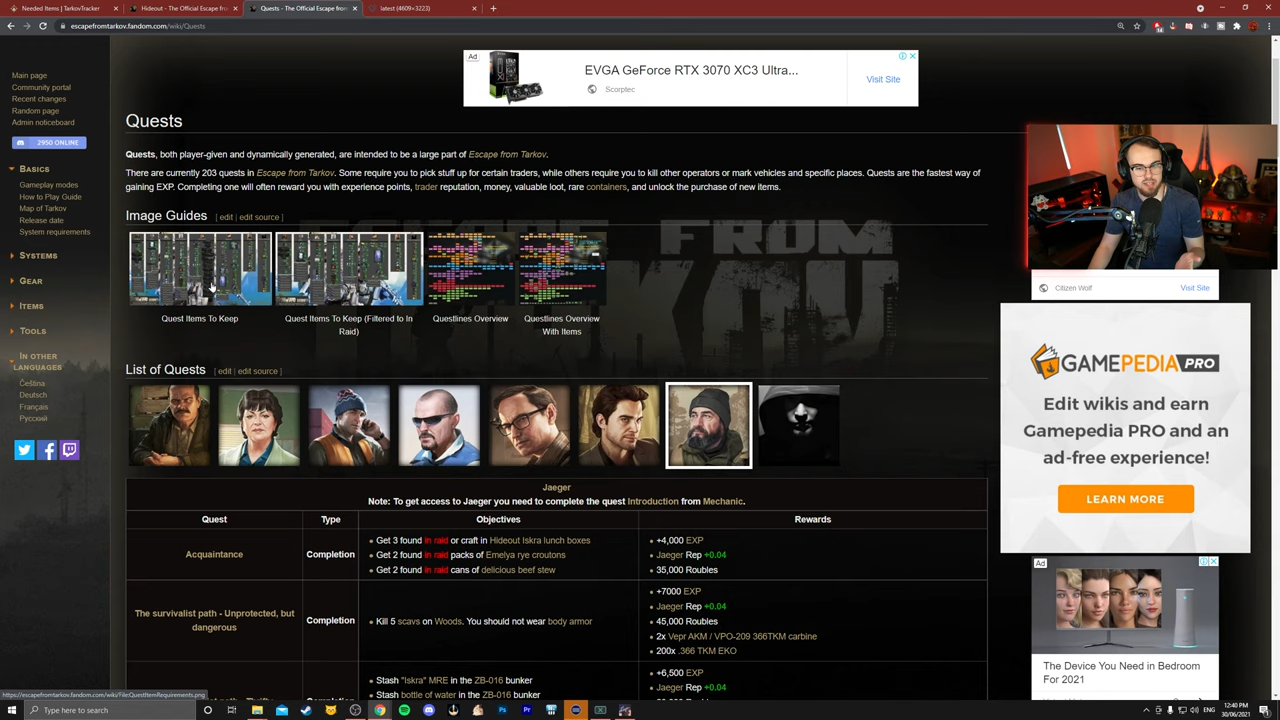 Needed Items | TarkovTracker
Hideout - The Official Escape fro
Quests - The Official Escape from
latest (4609×3223)
escapefromtarkov.fandom.com/wiki/Quests
Main page
Community portal
Recent changes
Random page
Admin noticeboard
2950 ONLINE
BASICS
Gameplay modes
How to Play Guide
Map of Tarkov
Release date
System requirements
SYSTEMS
GEAR
ITEMS
TOOLS
IN OTHER LANGUAGES
Čeština
Deutsch
Français
Русский
Ad
EVGA GeForce RTX 3070 XC3 Ultra...
Scorptec
Visit Site
Quests
Quests, both player-given and dynamically generated, are intended to be a large part of Escape from Tarkov.
There are currently 203 quests in Escape from Tarkov. Some require you to pick stuff up for certain traders, while others require you to kill other operators or mark vehicles and specific places. Quests are the fastest way of
gaining EXP. Completing one will often reward you with experience points, trader reputation, money, valuable loot, rare containers, and unlock the purchase of new items.
Image Guides [ edit | edit source ]
Quest Items To Keep
Quest Items To Keep (Filtered to In Raid)
Questlines Overview
Questlines Overview With Items
List of Quests [ edit | edit source ]
Jaeger
Note: To get access to Jaeger you need to complete the quest Introduction from Mechanic.
Quest Type Objectives Rewards
Acquaintance
Completion
Get 3 found in raid or craft in Hideout Iskra lunch boxes
Get 2 found in raid packs of Emelya rye croutons
Get 2 found in raid cans of delicious beef stew
+4,000 EXP
Jaeger Rep +0.04
35,000 Roubles
The survivalist path - Unprotected, but dangerous
Completion
Kill 5 scavs on Woods. You should not wear body armor
+7000 EXP
Jaeger Rep +0.04
45,000 Roubles
2x Vepr AKM / VPO-209 366TKM carbine
200x .366 TKM EKO
Stash "Iskra" MRE in the ZB-016 bunker
Stash bottle of water in the ZB-016 bunker
+6,500 EXP
Jaeger Rep +0.04
Citizen Wolf
Visit Site
GAMEPEDIA PRO
Edit wikis and earn
Gamepedia PRO and an
ad-free experience!
LEARN MORE
Ad
The Device You Need in Bedroom
For 2021
https://escapefromtarkov.fandom.com/wiki/File:QuestItemRequirements.png
Type here to search
ENG
12:40 PM
30/06/2021